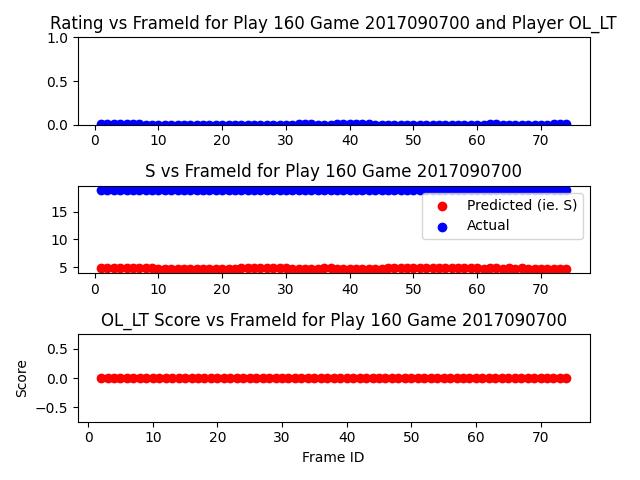 Rating vs FrameId for Play 160 Game 2017090700 and Player OL_LT
1.0
0.5
0.0
0 10 20 30 40 50 60 70
S vs FrameId for Play 160 Game 2017090700
15
10
5
Predicted (ie. S)
Actual
0 10 20 30 40 50 60 70
OL_LT Score vs FrameId for Play 160 Game 2017090700
Score
0.5
0.0
−0.5
0 10 20 30 40 50 60 70
Frame ID